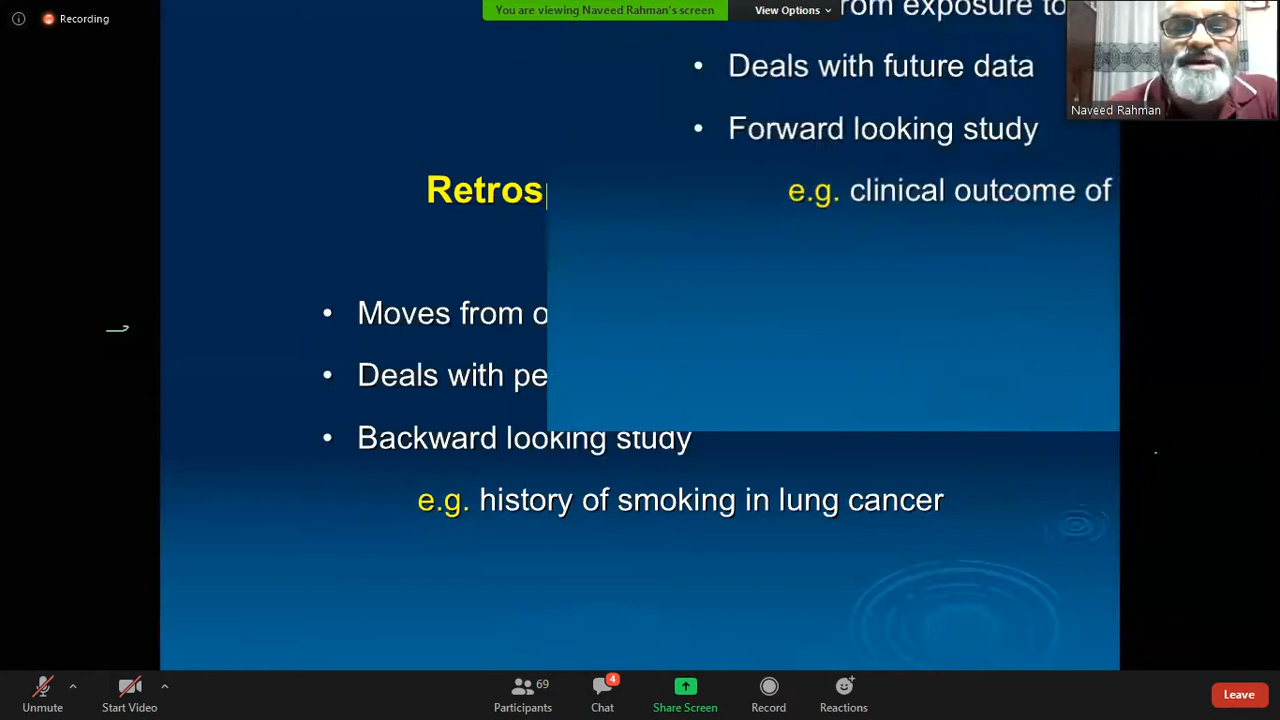 Recording
You are viewing Naveed Rahman's screen
View Options
from exposure to
Deals with future data
Forward looking study
e.g. clinical outcome of
Naveed Rahman
Retros
Moves from o
Deals with pe
Backward looking study
e.g. history of smoking in lung cancer
Unmute
Start Video
69
Participants
4
Chat
Share Screen
Record
Reactions
Leave